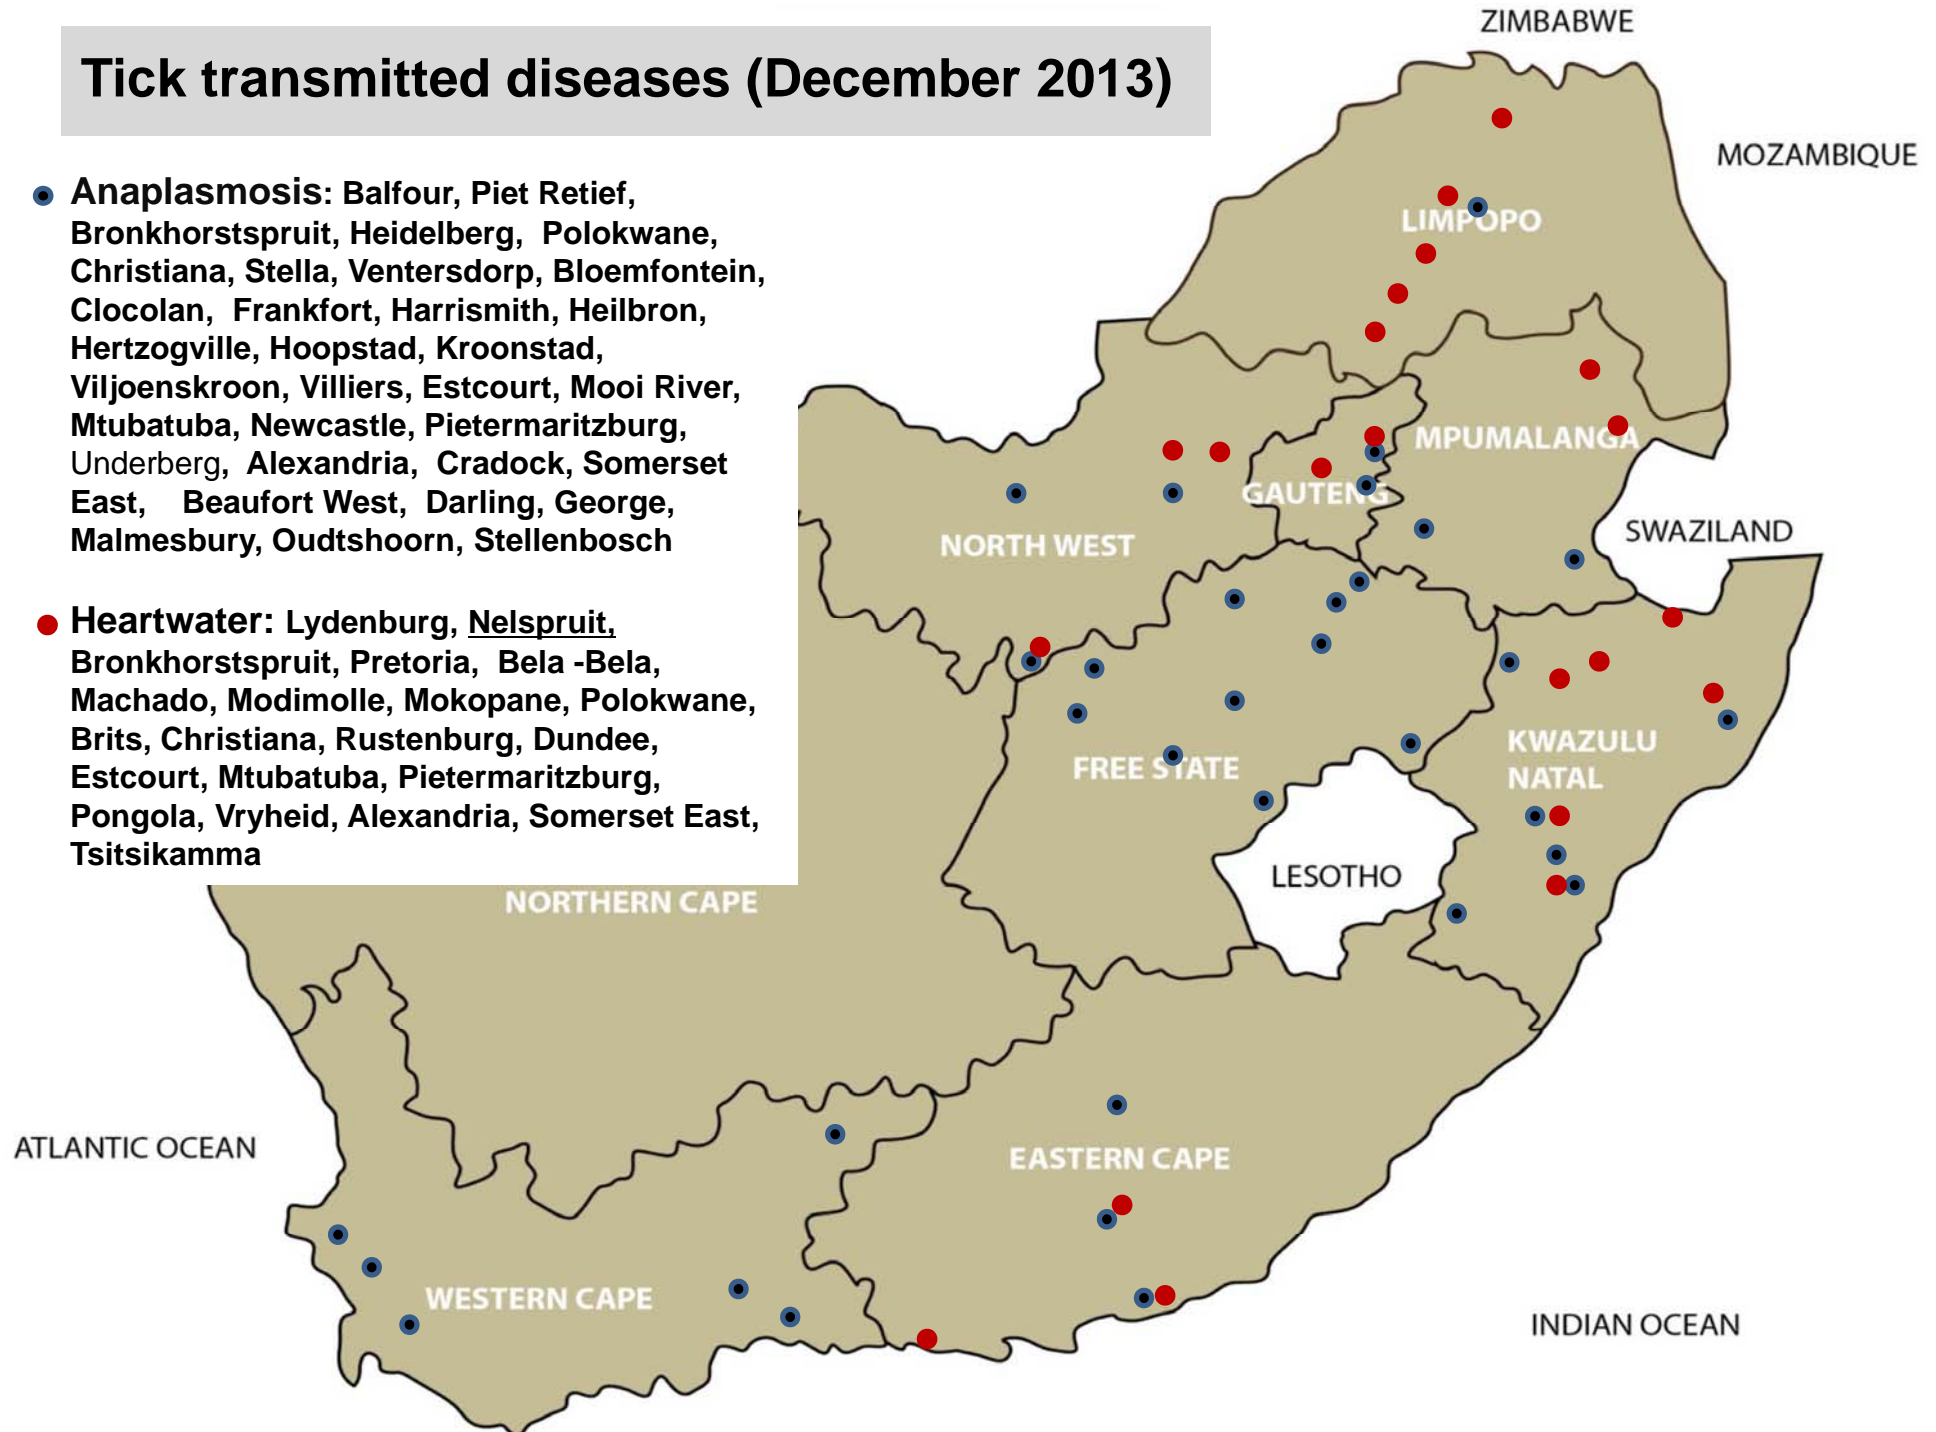 ZIMBABWE
Tick transmitted diseases (December 2013)
MOZAMBIQUE
Anaplasmosis: Balfour, Piet Retief,
Bronkhorstspruit, Heidelberg, Polokwane,
Christiana, Stella, Ventersdorp, Bloemfontein,
Clocolan, Frankfort, Harrismith, Heilbron,
Hertzogville, Hoopstad, Kroonstad,
Viljoenskroon, Villiers, Estcourt, Mooi River,
Mtubatuba, Newcastle, Pietermaritzburg,
Underberg, Alexandria, Cradock, Somerset
East, Beaufort West, Darling, George,
Malmesbury, Oudtshoorn, Stellenbosch
Heartwater: Lydenburg, Nelspruit,
Bronkhorstspruit, Pretoria, Bela -Bela,
Machado, Modimolle, Mokopane, Polokwane,
Brits, Christiana, Rustenburg, Dundee,
Estcourt, Mtubatuba, Pietermaritzburg,
Pongola, Vryheid, Alexandria, Somerset East,
Tsitsikamma
LIMPOPO
MPUMALANGA
GAUTENG
NORTH WEST
SWAZILAND
KWAZULU
NATAL
FREE STATE
LESOTHO
NORTHERN CAPE
ATLANTIC OCEAN
EASTERN CAPE
WESTERN CAPE
INDIAN OCEAN